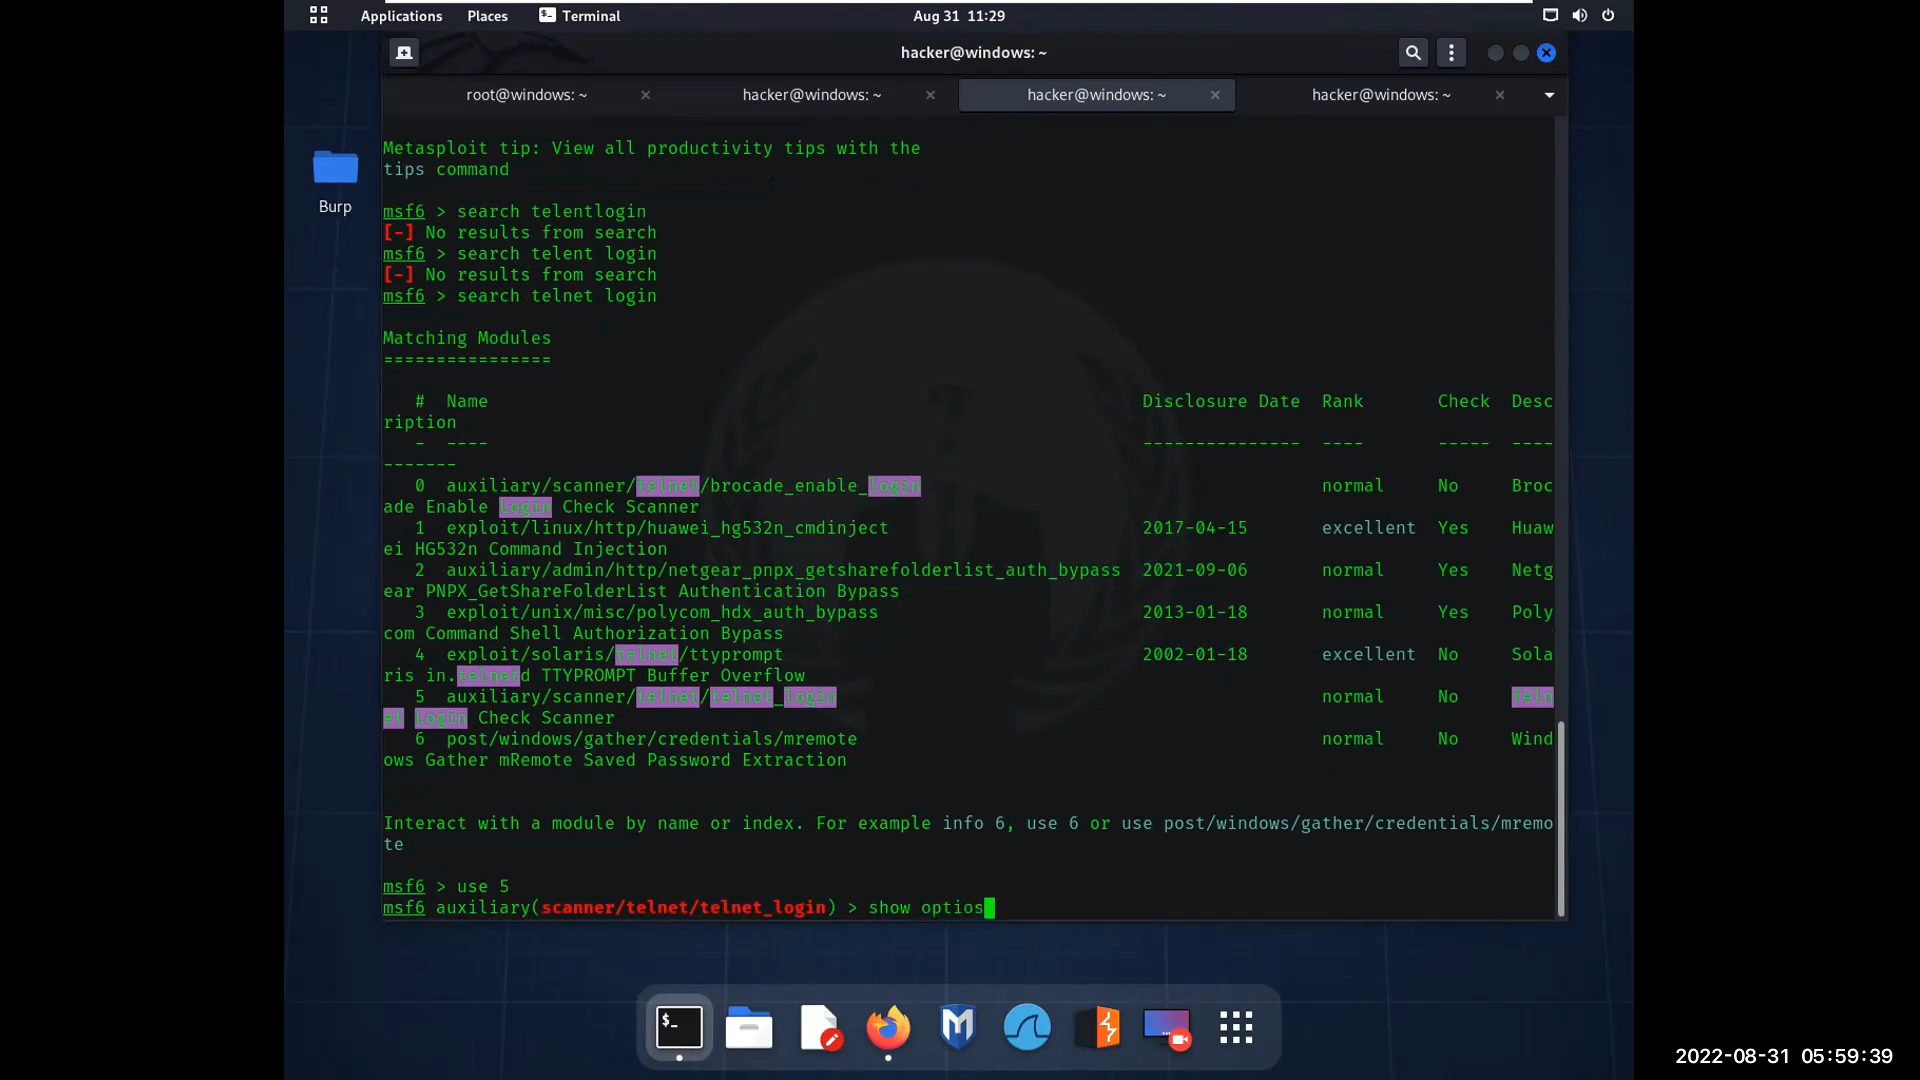 Applications Places Terminal Aug 31 11:29
hacker@windows: ~
root@windows: ~ hacker@windows: ~ hacker@windows: ~ hacker@windows: ~
Burp
Metasploit tip: View all productivity tips with the
tips command
msf6 > search telentlogin
[-] No results from search
msf6 > search telent login
[-] No results from search
msf6 > search telnet login
Matching Modules
================
# Name Disclosure Date Rank Check Desc
ription
- ---- --------------- ---- ----- ----
-------
0 auxiliary/scanner/telnet/brocade_enable_login normal No Broc
ade Enable Login Check Scanner
1 exploit/linux/http/huawei_hg532n_cmdinject 2017-04-15 excellent Yes Huaw
ei HG532n Command Injection
2 auxiliary/admin/http/netgear_pnpx_getsharefolderlist_auth_bypass 2021-09-06 normal Yes Netg
ear PNPX_GetShareFolderList Authentication Bypass
3 exploit/unix/misc/polycom_hdx_auth_bypass 2013-01-18 normal Yes Poly
com Command Shell Authorization Bypass
4 exploit/solaris/telnet/ttyprompt 2002-01-18 excellent No Sola
ris in.telnetd TTYPROMPT Buffer Overflow
5 auxiliary/scanner/telnet/telnet_login normal No Teln
et Login Check Scanner
6 post/windows/gather/credentials/mremote normal No Wind
ows Gather mRemote Saved Password Extraction
Interact with a module by name or index. For example info 6, use 6 or use post/windows/gather/credentials/mremo
te
msf6 > use 5
msf6 auxiliary(scanner/telnet/telnet_login) > show optios
2022-08-31 05:59:39